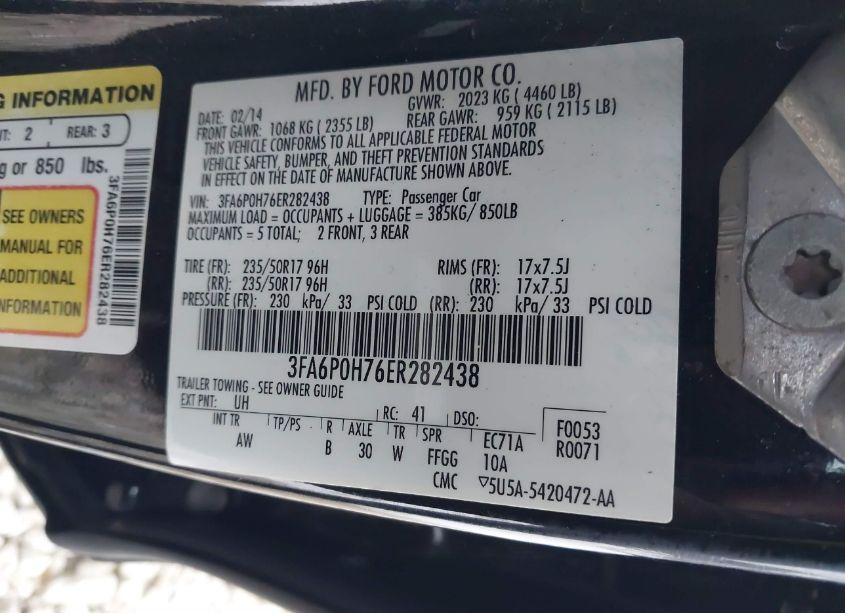 G INFORMATION
NT: 2 REAR: 3
g or 850 lbs.
SEE OWNERS
MANUAL FOR
ADDITIONAL
INFORMATION
3FA6P0H76ER282438
MFD. BY FORD MOTOR CO.
DATE: 02/14 GVWR: 2023 KG ( 4460 LB)
FRONT GAWR: 1068 KG ( 2355 LB) REAR GAWR: 959 KG ( 2115 LB)
THIS VEHICLE CONFORMS TO ALL APPLICABLE FEDERAL MOTOR
VEHICLE SAFETY, BUMPER, AND THEFT PREVENTION STANDARDS
IN EFFECT ON THE DATE OF MANUFACTURE SHOWN ABOVE.
VIN: 3FA6P0H76ER282438 TYPE: Passenger Car
MAXIMUM LOAD = OCCUPANTS + LUGGAGE = 385KG/ 850LB
OCCUPANTS = 5 TOTAL; 2 FRONT, 3 REAR
TIRE (FR): 235/50R17 96H RIMS (FR): 17x7.5J
(RR): 235/50R17 96H (RR): 17x7.5J
PRESSURE (FR): 230 kPa/ 33 PSI COLD (RR): 230 kPa/ 33 PSI COLD
3FA6P0H76ER282438
TRAILER TOWING - SEE OWNER GUIDE
EXT PNT: UH RC: 41 DSO: F0053
INT TR TP/PS R AXLE TR SPR EC71A R0071
AW B 30 W FFGG 10A
CMC ▽5U5A-5420472-AA